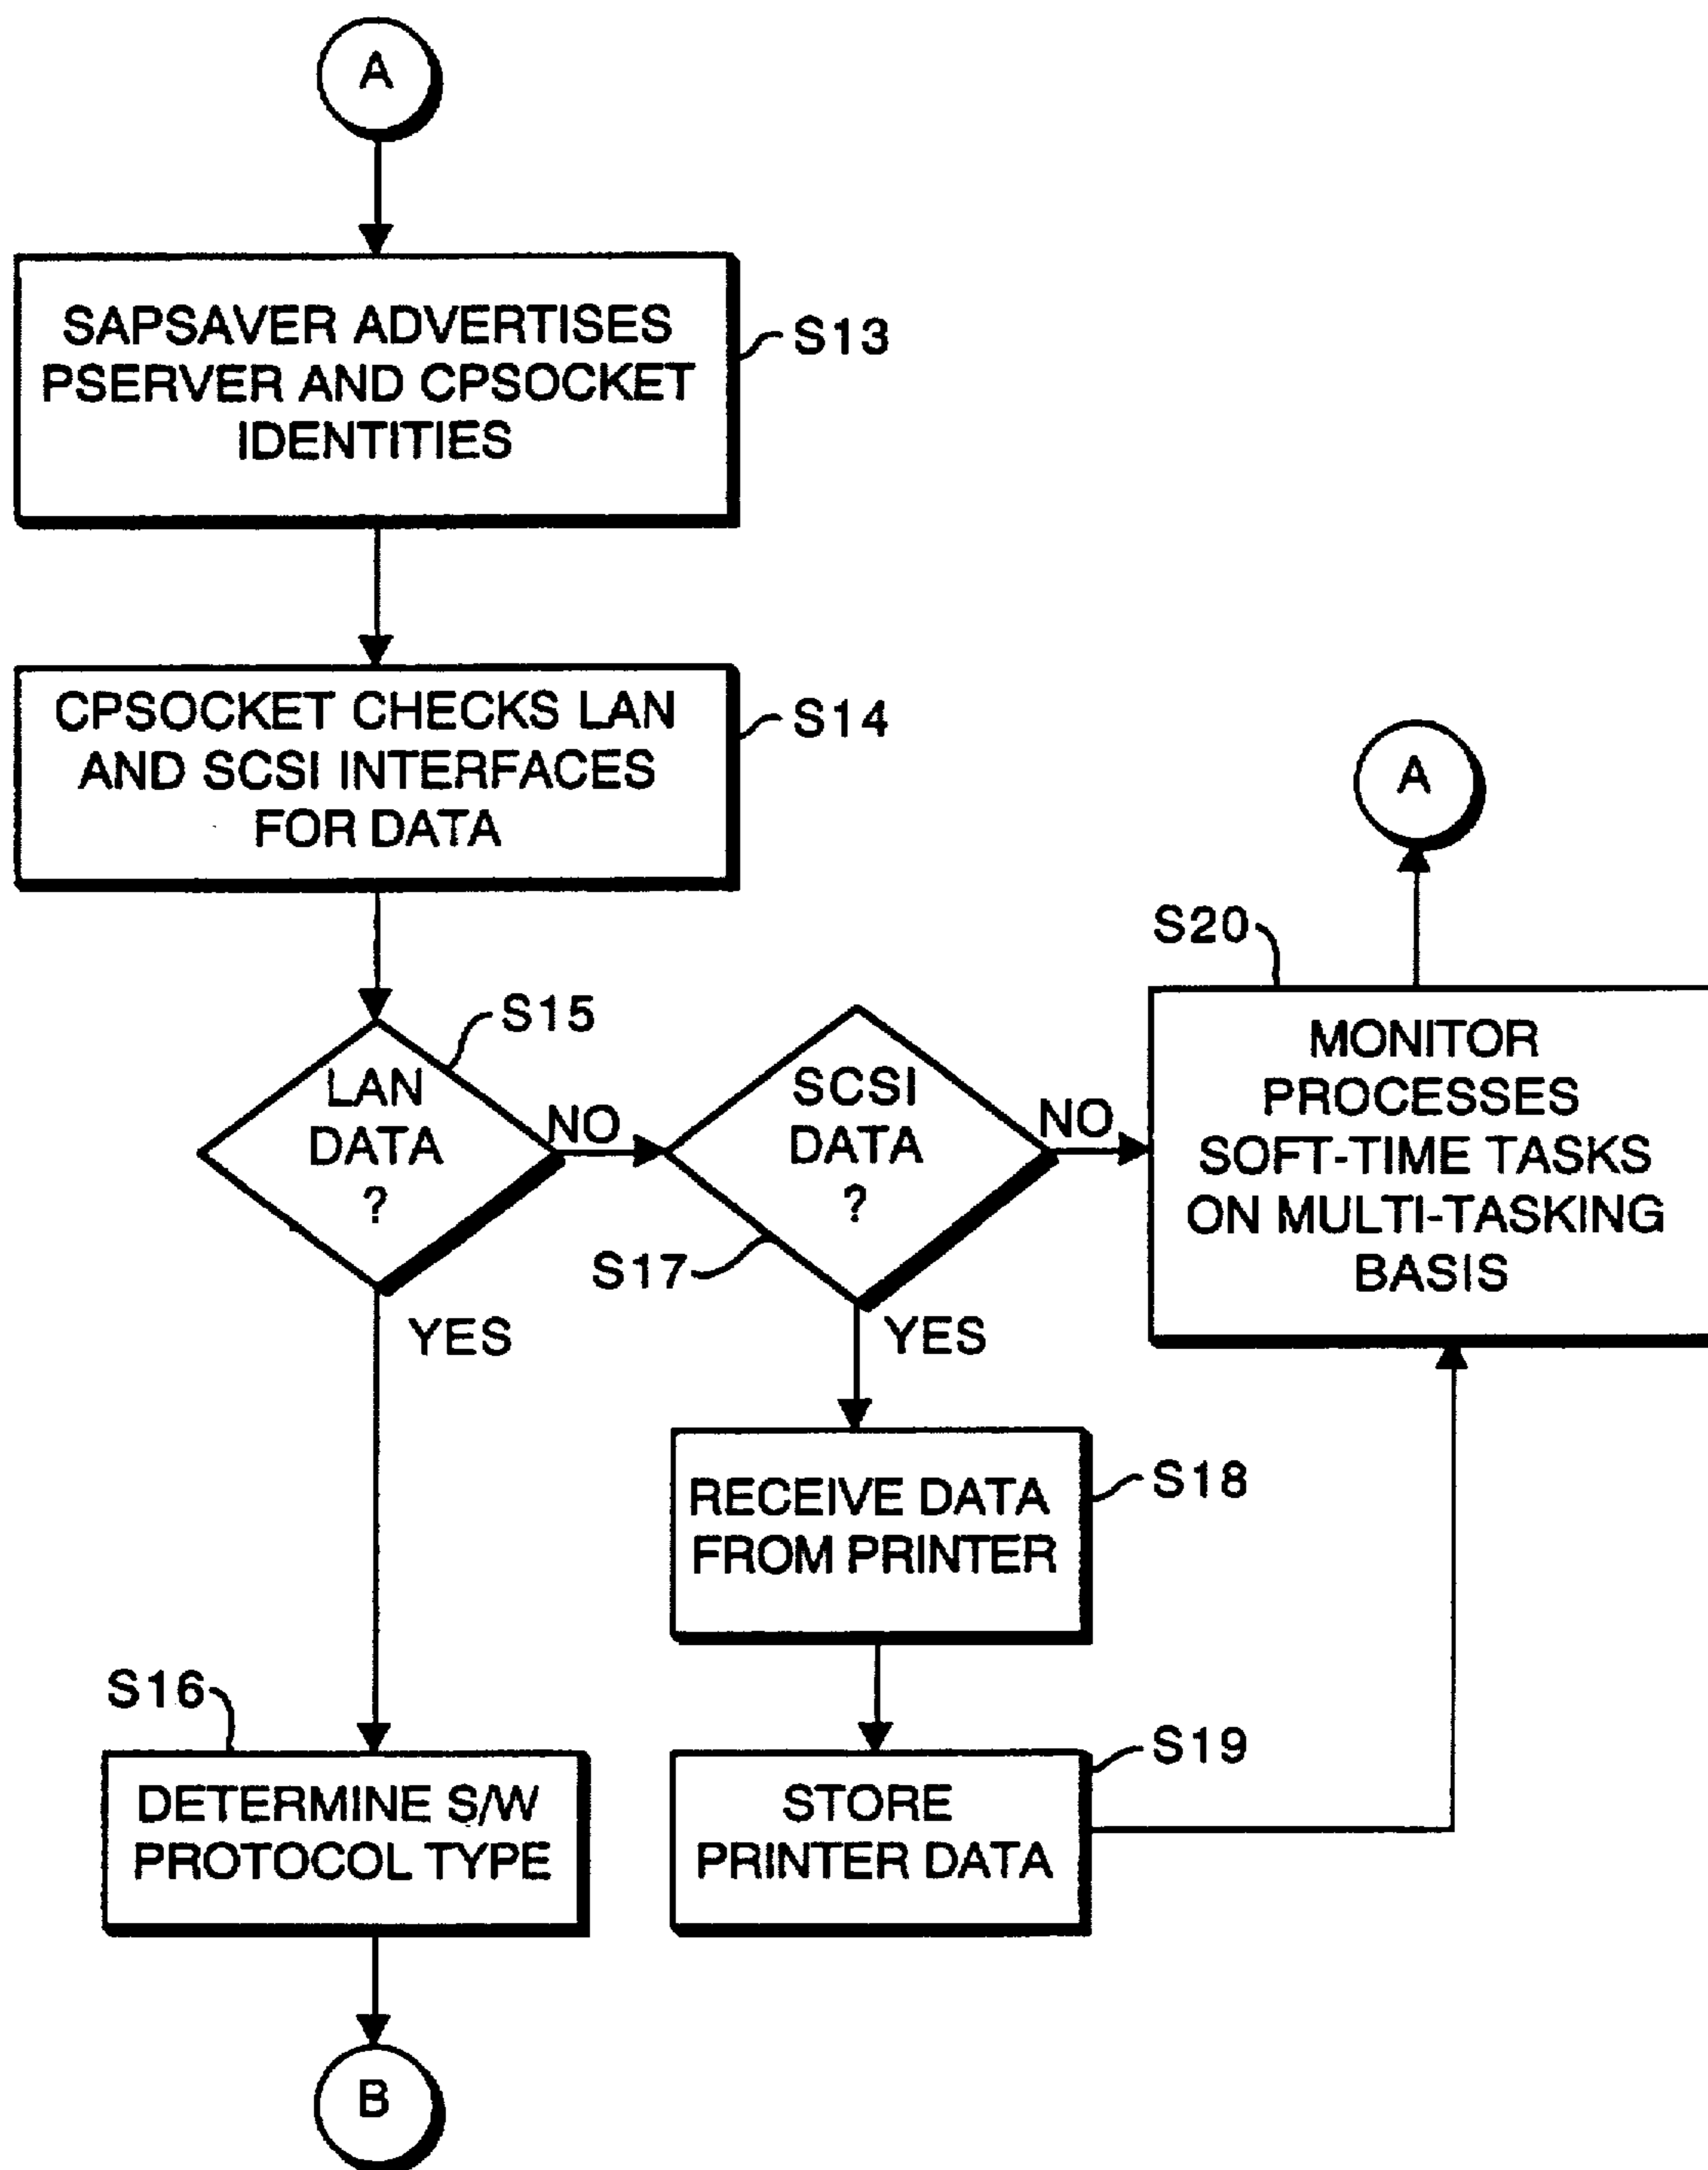 A
SAPSAVER ADVERTISES
PSERVER AND CPSOCKET
IDENTITIES
S13
CPSOCKET CHECKS LAN
AND SCSI INTERFACES
FOR DATA
S14
A
S20
MONITOR
PROCESSES
SOFT-TIME TASKS
ON MULTI-TASKING
BASIS
S15
LAN
DATA
?
NO
YES
SCSI
DATA
?
S17
NO
YES
RECEIVE DATA
FROM PRINTER
S18
S16
DETERMINE S/W
PROTOCOL TYPE
STORE
PRINTER DATA
S19
B